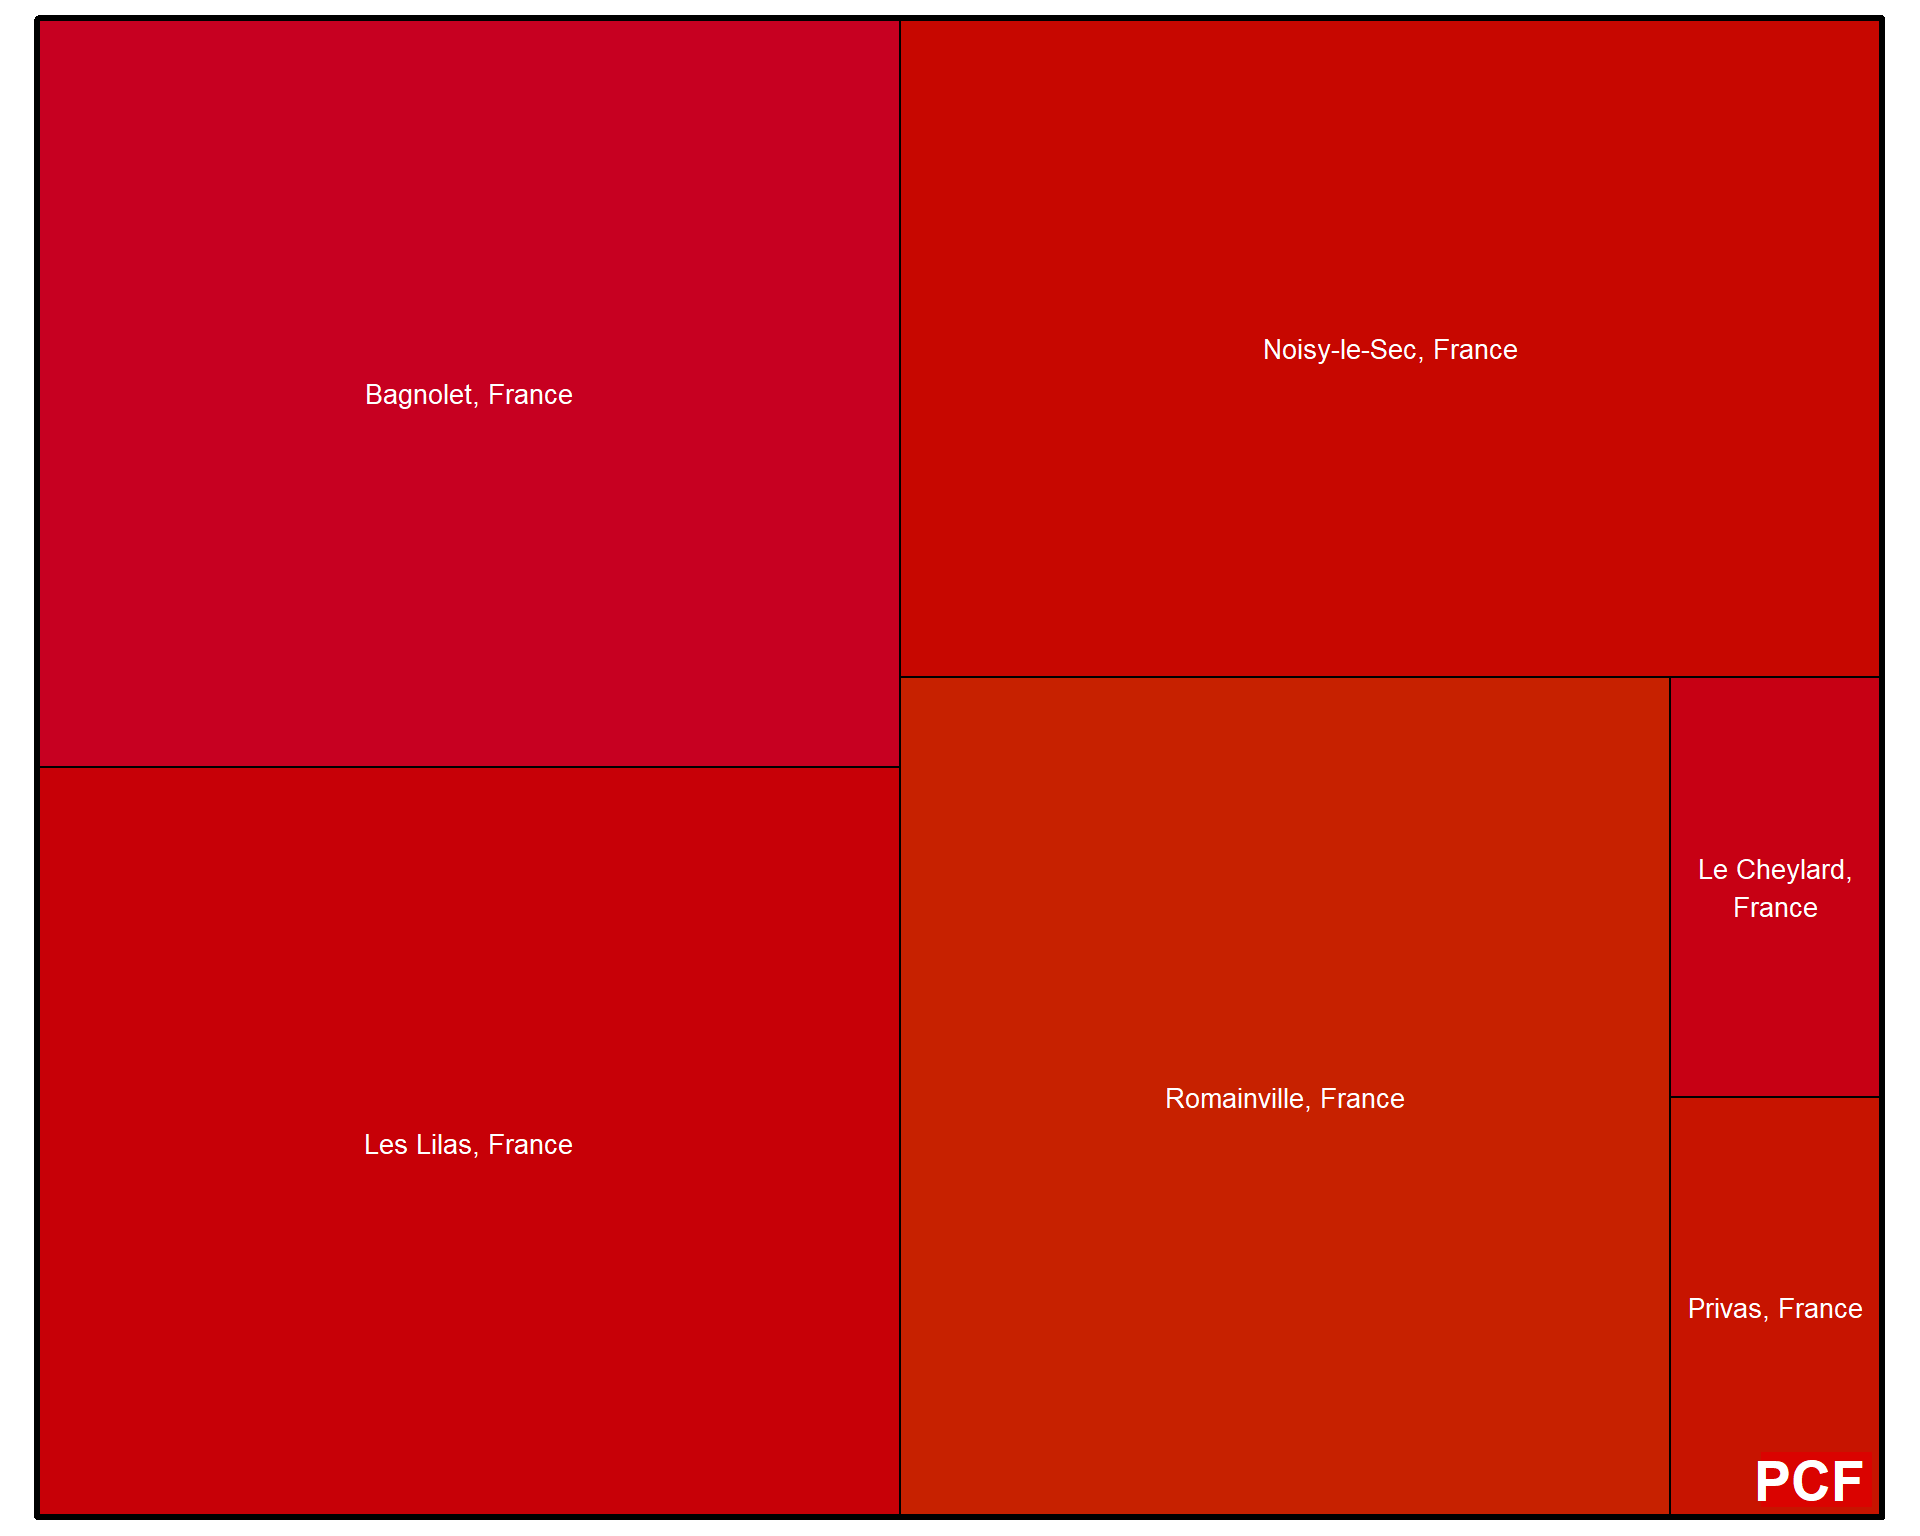 Bagnolet, France
Noisy-le-Sec, France
Les Lilas, France
Romainville, France
Le Cheylard,
France
Privas, France
PCF